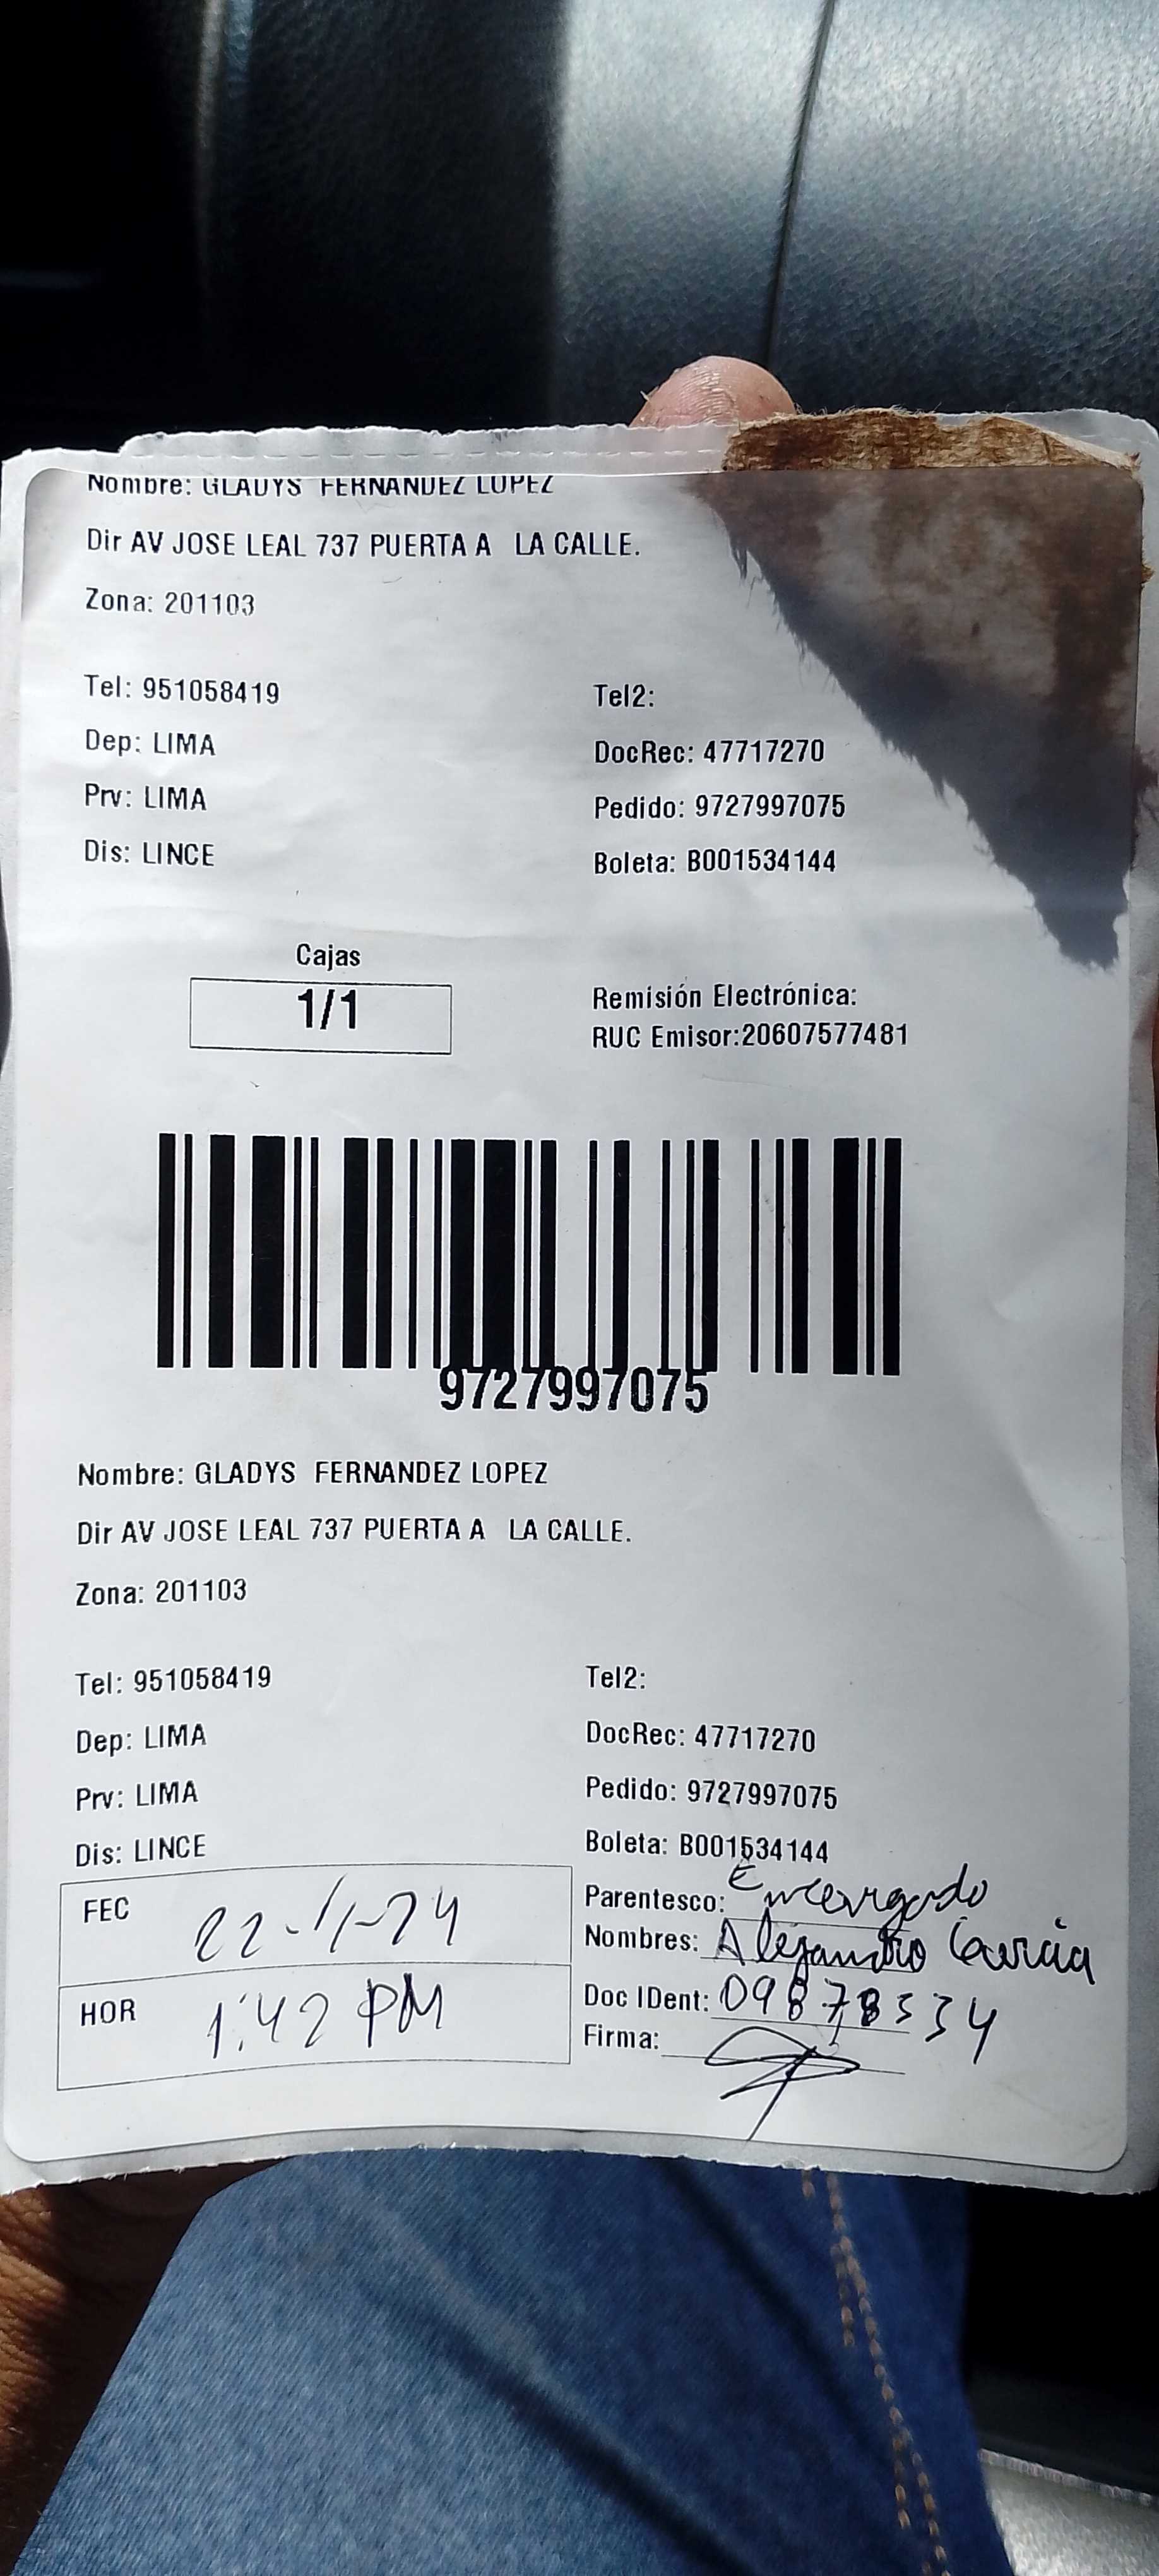 Nombre: GLADYS FERNANDEZ LOPEZ
Dir AV JOSE LEAL 737 PUERTA A LA CALLE.
Zona: 201103
Tel: 951058419 Tel2:
Dep: LIMA DocRec: 47717270
Prv: LIMA Pedido: 9727997075
Dis: LINCE Boleta: B001534144
Cajas
1/1
Remisión Electrónica:
RUC Emisor:20607577481
9727997075
Nombre: GLADYS FERNANDEZ LOPEZ
Dir AV JOSE LEAL 737 PUERTA A LA CALLE.
Zona: 201103
Tel: 951058419 Tel2:
Dep: LIMA DocRec: 47717270
Prv: LIMA Pedido: 9727997075
Dis: LINCE Boleta: B001534144
FEC
Parentesco: Encargado
Nombres: Alejandro Garcia
HOR 1:42 PM
Doc IDent: 09878534
Firma: